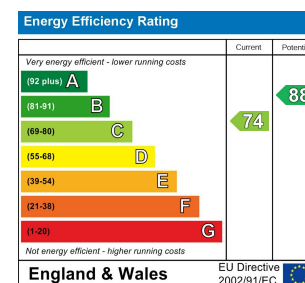 Energy Efficiency Rating
Current
Very energy efficient - lower running costs
(92 plus) A
(81-91) B
88
(69-80) C
74
(55-68) D
(39-54) E
(21-38) F
(1-20) G
Not energy efficient - higher running costs
England & Wales
EU Directive
2002/91/EC